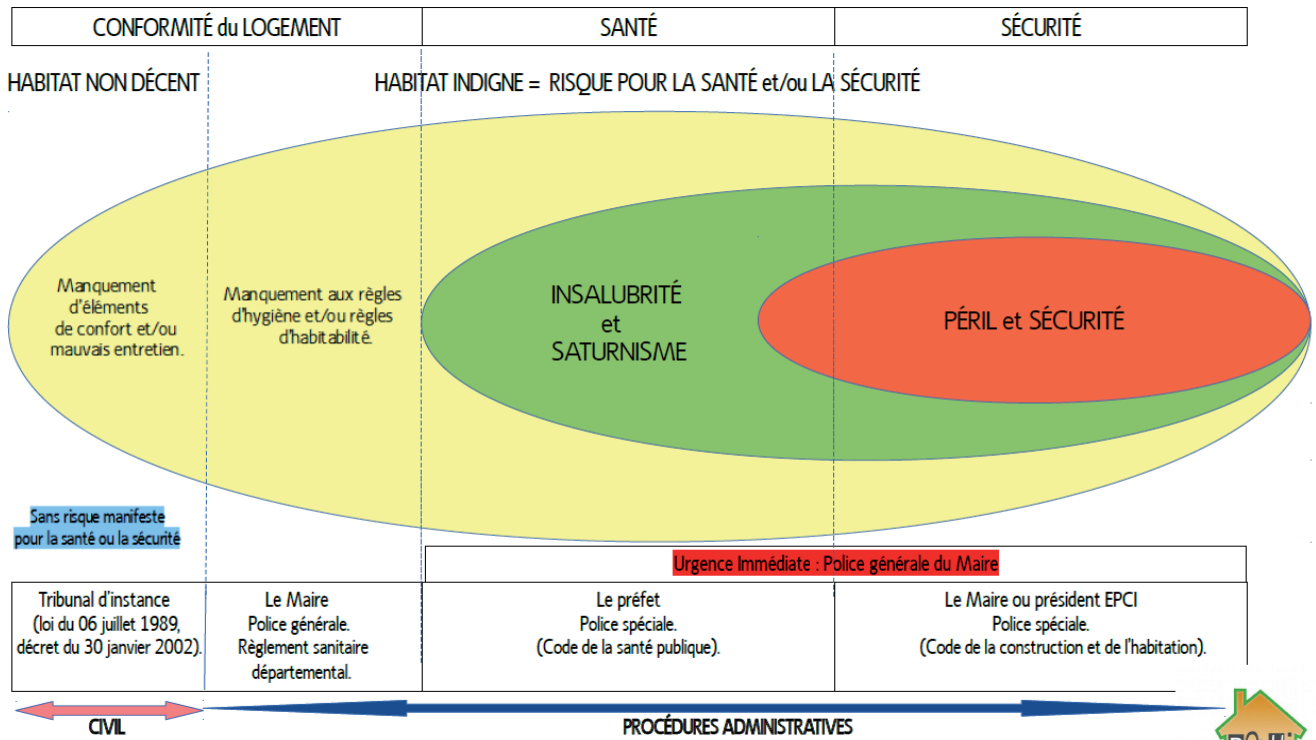 CONFORMITÉ du LOGEMENT
SANTÉ
SÉCURITÉ
HABITAT NON DÉCENT
HABITAT INDIGNE = RISQUE POUR LA SANTÉ et/ou LA SÉCURITÉ
Manquement
d'éléments
de confort et/ou
mauvais entretien.
Manquement aux règles
d'hygiène et/ou règles
d'habitabilité.
INSALUBRITÉ
et
SATURNISME
PÉRIL et SÉCURITÉ
Sans risque manifeste
pour la santé ou la sécurité
Urgence Immédiate : Police générale du Maire
Tribunal d'instance
(loi du 06 juillet 1989,
décret du 30 janvier 2002).
Le Maire
Police générale.
Règlement sanitaire
départemental.
Le préfet
Police spéciale.
(Code de la santé publique).
Le Maire ou président EPCI
Police spéciale.
(Code de la construction et de l'habitation).
CIVIL
PROCÉDURES ADMINISTRATIVES